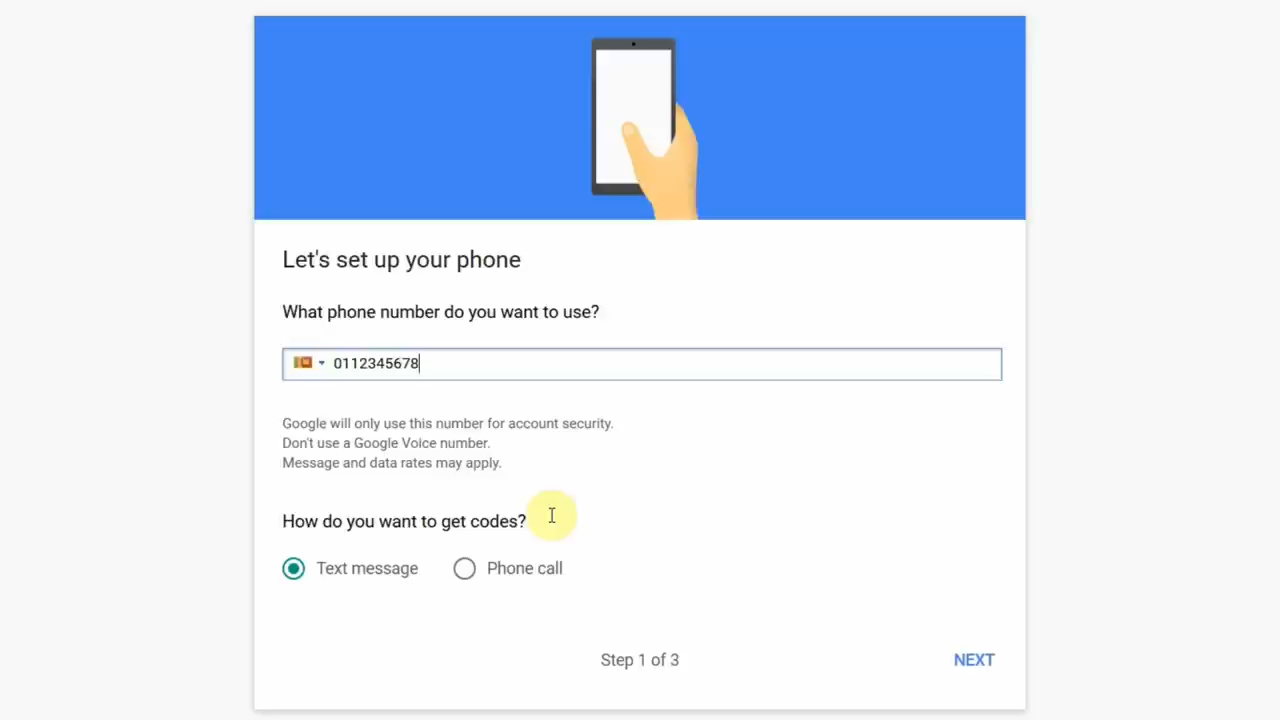 Let's set up your phone
What phone number do you want to use?
0112345678
Google will only use this number for account security.
Don't use a Google Voice number.
Message and data rates may apply.
How do you want to get codes?
Text message Phone call
Step 1 of 3 NEXT